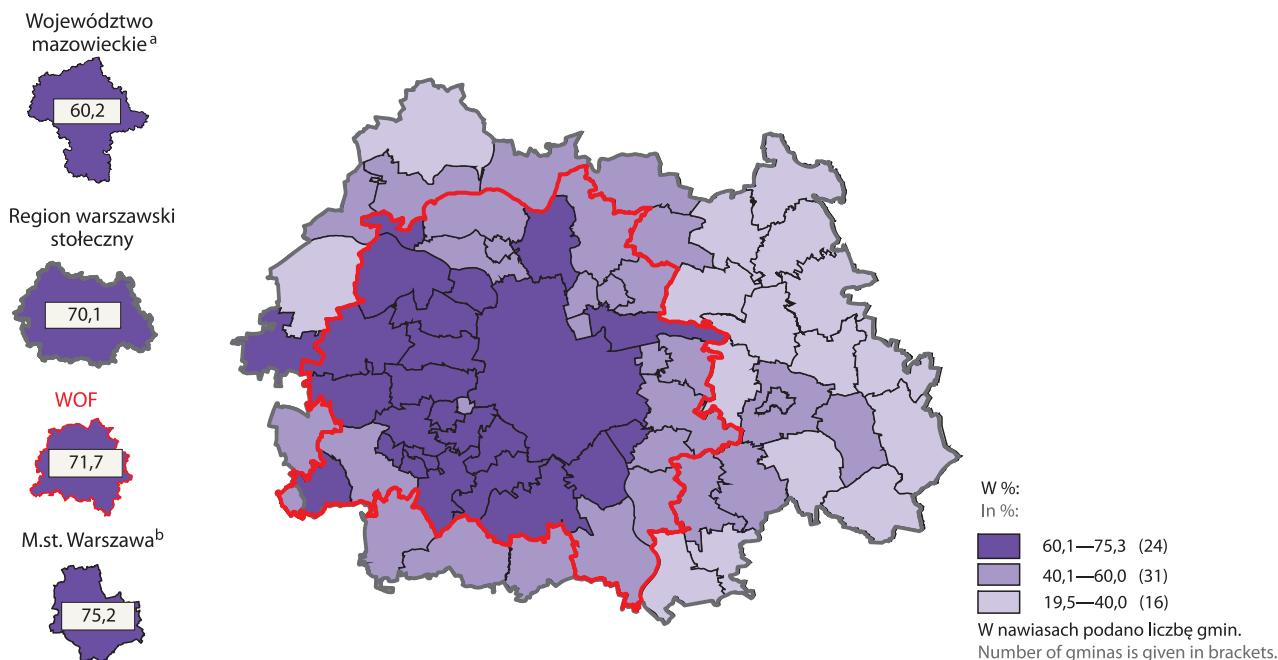 Województwo
mazowieckie a
60,2
Region warszawski
stołeczny
70,1
WOF
71,7
M.st. Warszawa b
75,2
W %:
In %:
60,1—75,3 (24)
40,1—60,0 (31)
19,5—40,0 (16)
W nawiasach podano liczbę gmin.
Number of gminas is given in brackets.